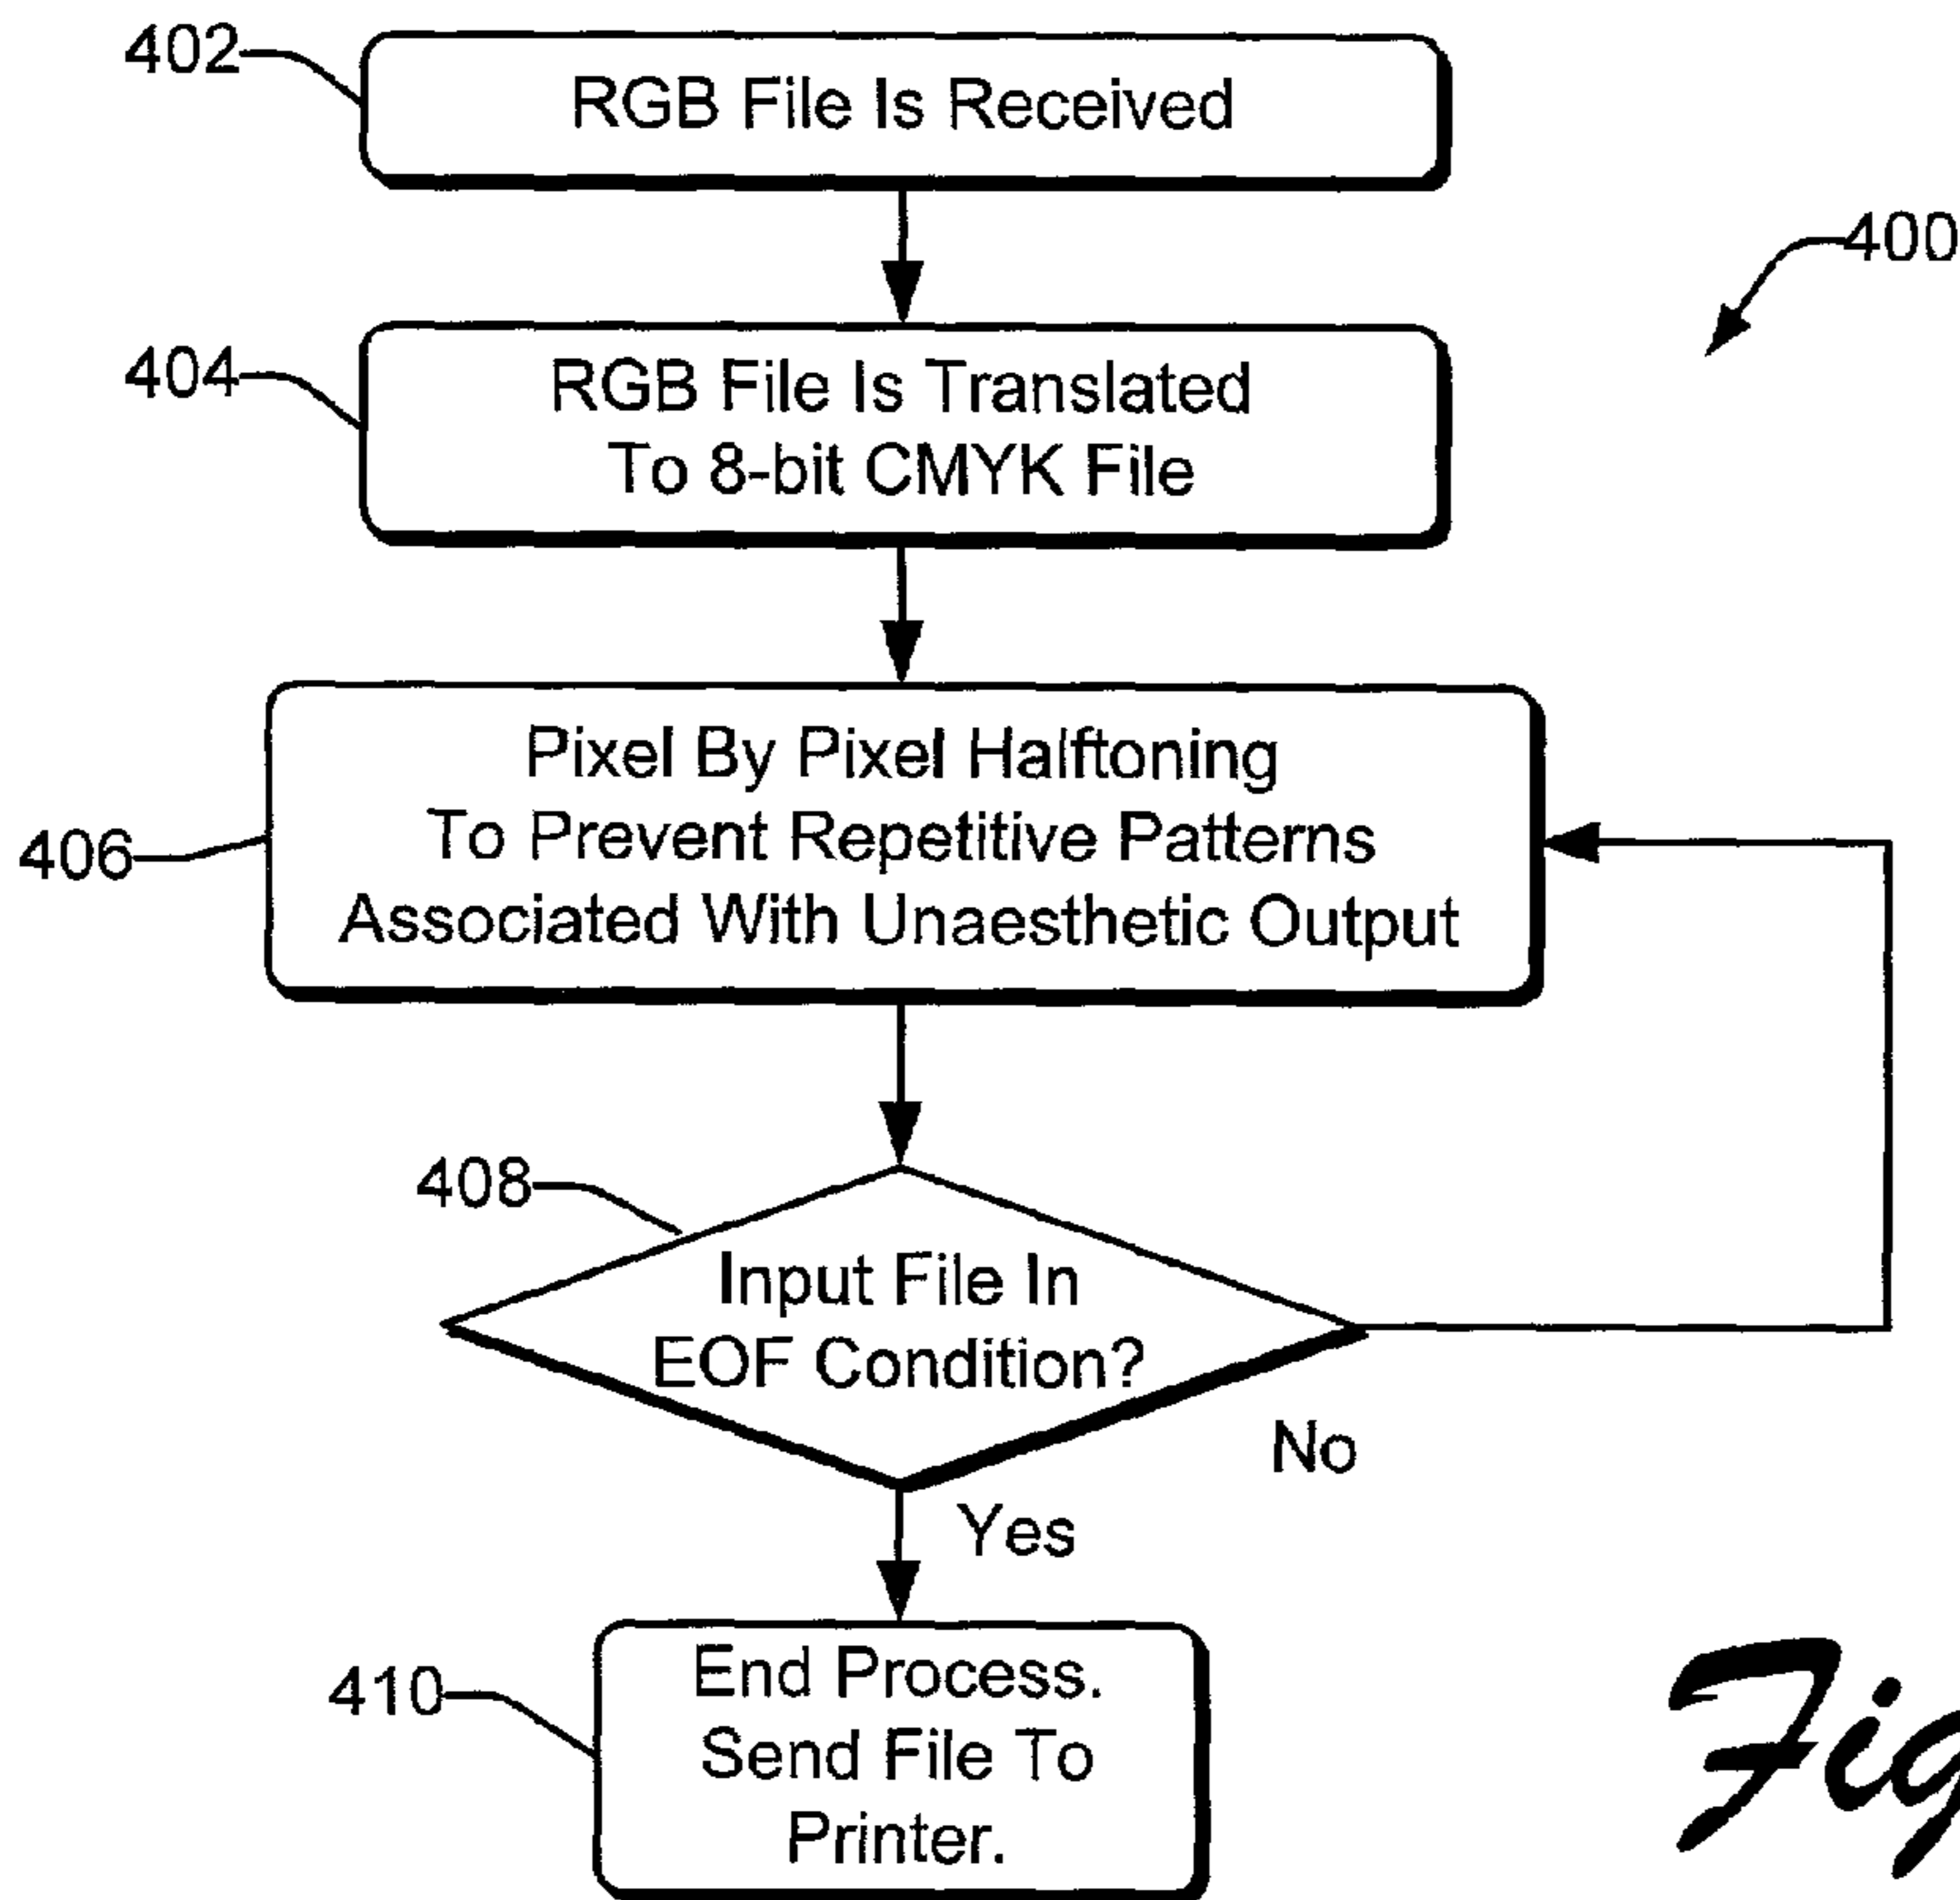 402
RGB File Is Received
400
404
RGB File Is Translated
To 8-bit CMYK File
406
Pixel By Pixel Halftoning
To Prevent Repetitive Patterns
Associated With Unaesthetic Output
408
Input File In
EOF Condition?
No
Yes
410
End Process.
Send File To
Printer.
Fig